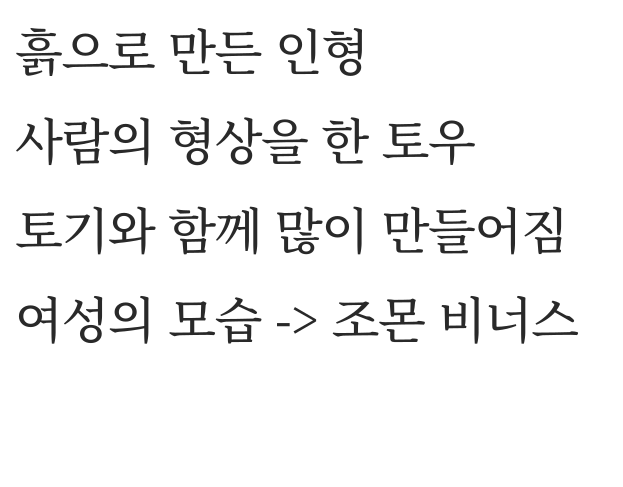 흙으로 만든 인형
사람의 형상을 한 토우
토기와 함께 많이 만들어짐
여성의 모습 -> 조몬 비너스